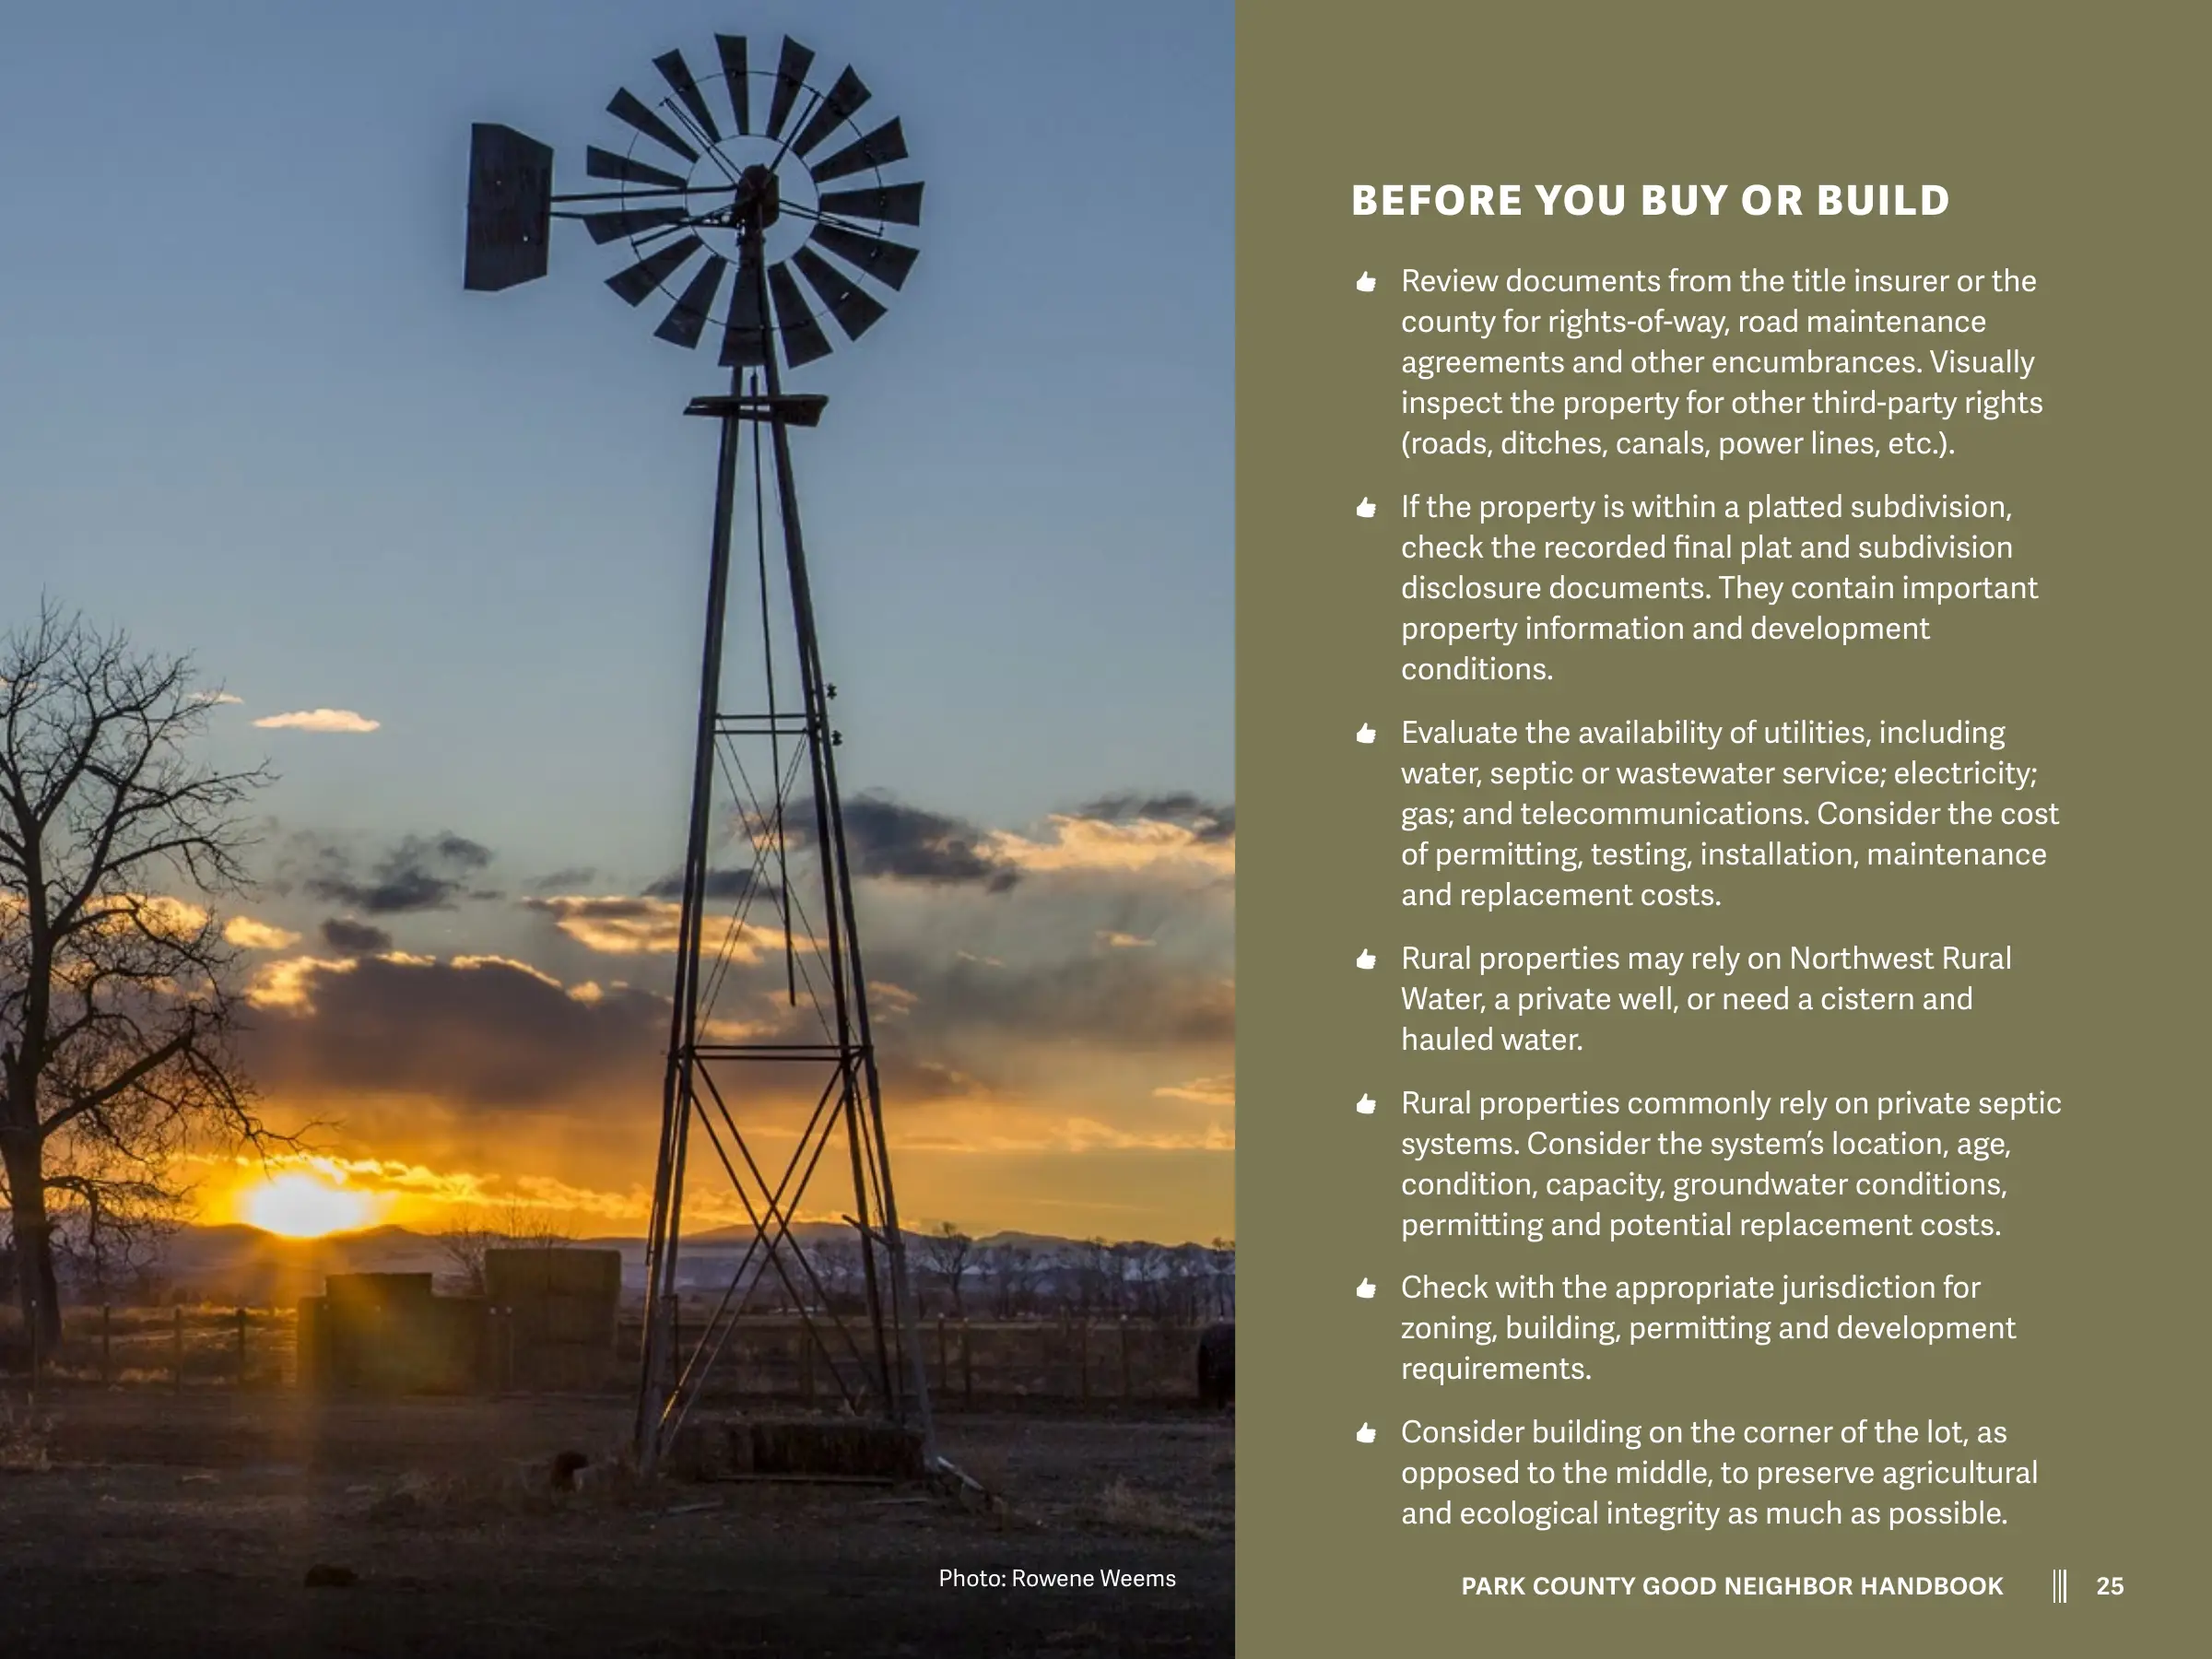 BEFORE YOU BUY OR BUILD
Review documents from the title insurer or the
county for rights-of-way, road maintenance
agreements and other encumbrances. Visually
inspect the property for other third-party rights
(roads, ditches, canals, power lines, etc.).
If the property is within a platted subdivision,
check the recorded final plat and subdivision
disclosure documents. They contain important
property information and development
conditions.
Evaluate the availability of utilities, including
water, septic or wastewater service; electricity;
gas; and telecommunications. Consider the cost
of permitting, testing, installation, maintenance
and replacement costs.
Rural properties may rely on Northwest Rural
Water, a private well, or need a cistern and
hauled water.
Rural properties commonly rely on private septic
systems. Consider the system’s location, age,
condition, capacity, groundwater conditions,
permitting and potential replacement costs.
Check with the appropriate jurisdiction for
zoning, building, permitting and development
requirements.
Consider building on the corner of the lot, as
opposed to the middle, to preserve agricultural
and ecological integrity as much as possible.
Photo: Rowene Weems
PARK COUNTY GOOD NEIGHBOR HANDBOOK 25